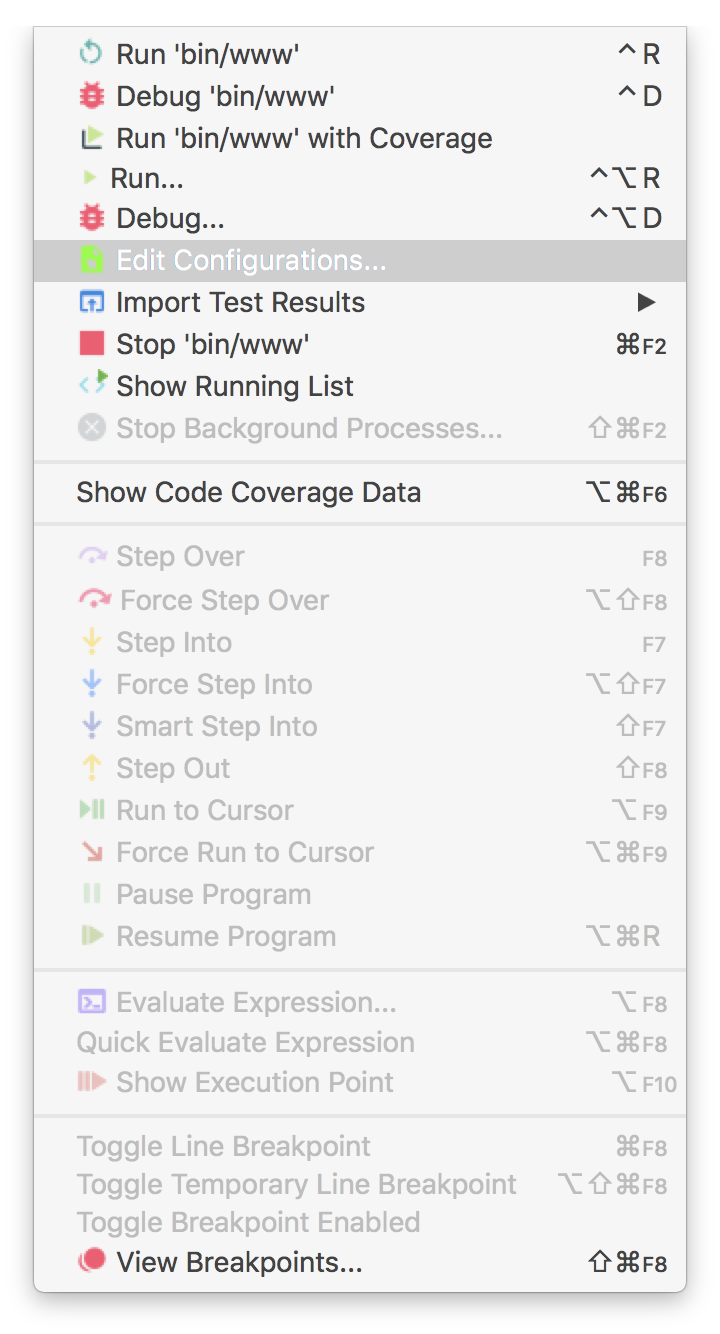 Run 'bin/www' ^ R
Debug 'bin/www' ^ D
Run 'bin/www' with Coverage
Run... ^⌥ R
Debug... ^⌥ D
Edit Configurations...
Import Test Results ▶
Stop 'bin/www' ⌘F2
Show Running List
Stop Background Processes... ⇧⌘F2
Show Code Coverage Data ⌥⌘F6
Step Over F8
Force Step Over ⌥⇧F8
Step Into F7
Force Step Into ⌥⇧F7
Smart Step Into ⇧F7
Step Out ⇧F8
Run to Cursor ⌥F9
Force Run to Cursor ⌥⌘F9
Pause Program
Resume Program ⌥⌘R
Evaluate Expression... ⌥F8
Quick Evaluate Expression ⌥⌘F8
Show Execution Point ⌥F10
Toggle Line Breakpoint ⌘F8
Toggle Temporary Line Breakpoint ⌥⇧⌘F8
Toggle Breakpoint Enabled
View Breakpoints... ⇧⌘F8